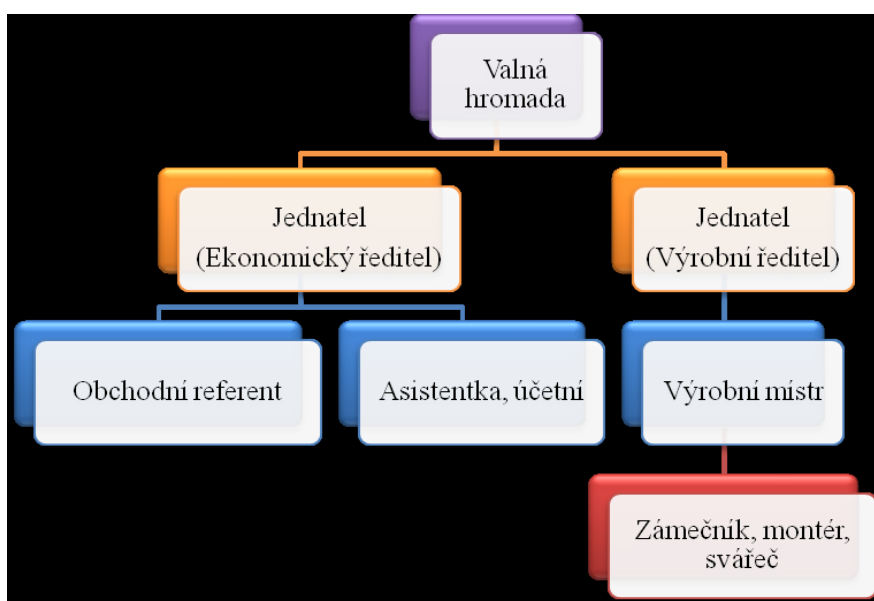 Valná
hromada
Jednatel
(Ekonomický ředitel)
Jednatel
(Výrobní ředitel)
Obchodní referent
Asistentka, účetní
Výrobní místr
Zámečník, montér,
svářeč